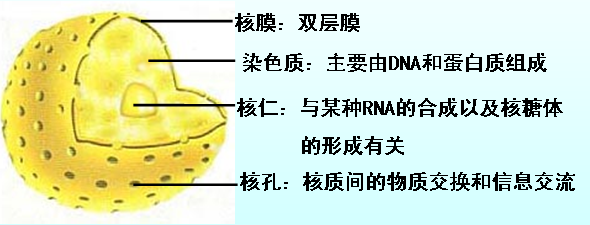 核膜：双层膜
染色质：主要由DNA和蛋白质组成
核仁：与某种RNA的合成以及核糖体
的形成有关
核孔：核质间的物质交换和信息交流